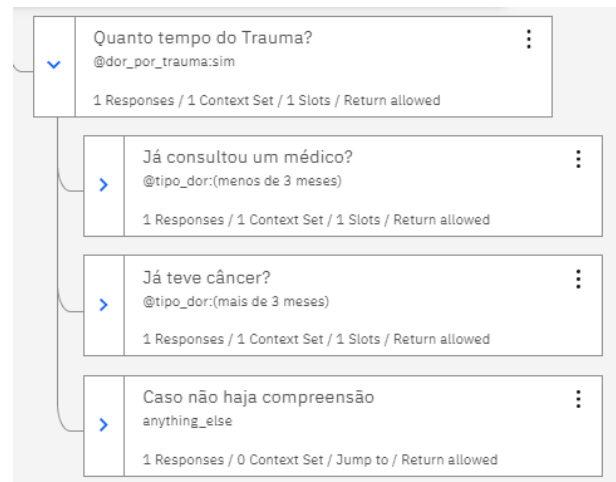 Quanto tempo do Trauma?
@dor_por_trauma:sim
1 Responses / 1 Context Set / 1 Slots / Return allowed
Já consultou um médico?
@tipo_dor:(menos de 3 meses)
1 Responses / 1 Context Set / 1 Slots / Return allowed
Já teve câncer?
@tipo_dor:(mais de 3 meses)
1 Responses / 1 Context Set / 1 Slots / Return allowed
Caso não haja compreensão
anything_else
1 Responses / 0 Context Set / Jump to / Return allowed